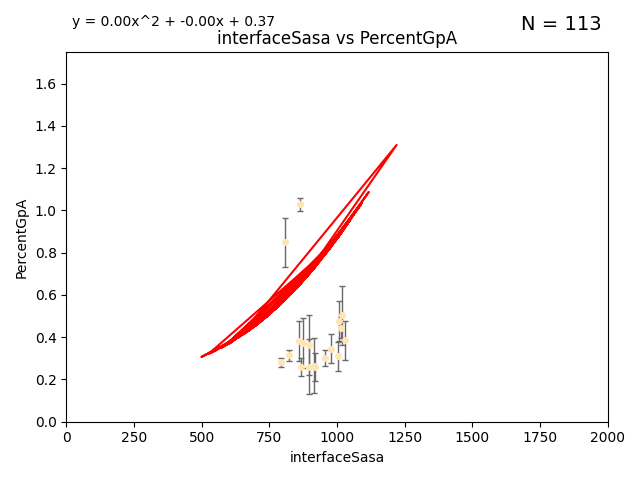 y = 0.00x^2 + -0.00x + 0.37
N = 113
interfaceSasa vs PercentGpA
PercentGpA
1.6
1.4
1.2
1.0
0.8
0.6
0.4
0.2
0.0
0 250 500 750 1000 1250 1500 1750 2000
interfaceSasa